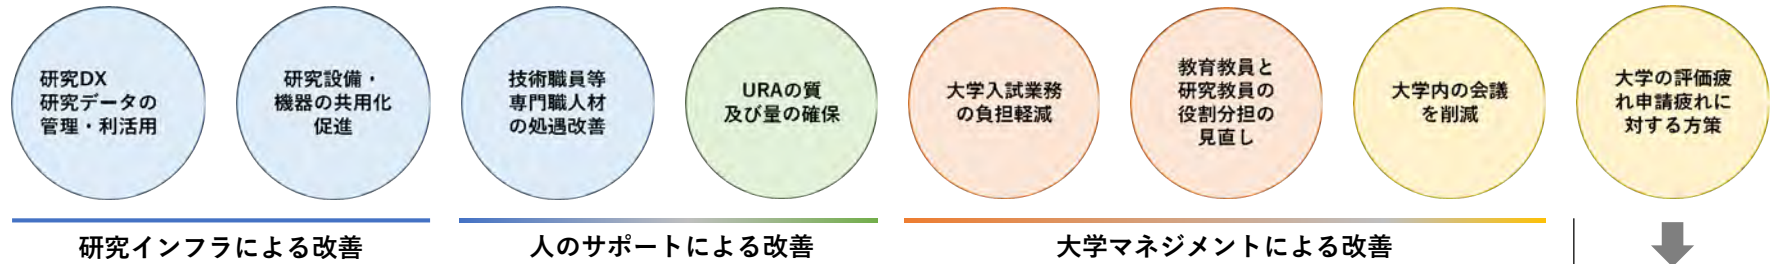 研究DX
研究データの
管理・利活用
研究設備・
機器の共用化
促進
技術職員等
専門職人材
の処遇改善
URAの質
及び量の確保
大学入試業務
の負担軽減
教育教員と
研究教員の
役割分担の
見直し
大学内の会議
を削減
大学の評価疲
れ申請疲れに
対する方策
研究インフラによる改善
人のサポートによる改善
大学マネジメントによる改善